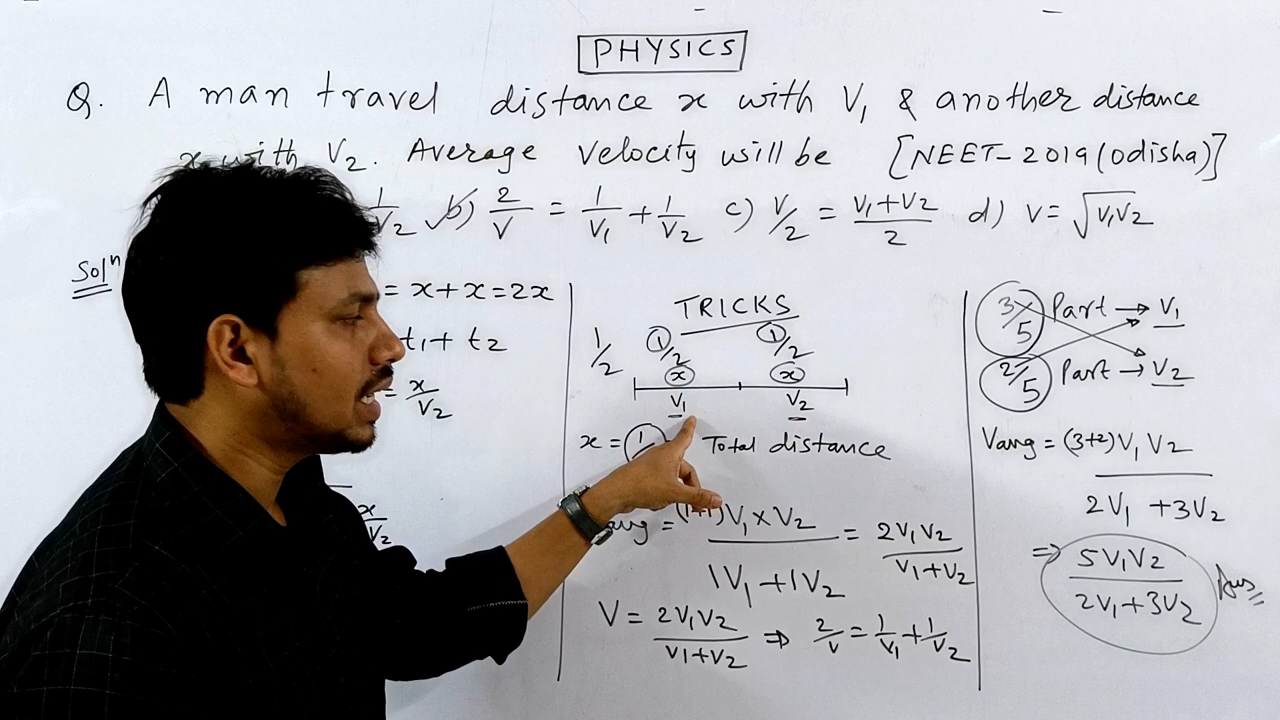 PHYSICS
Q. A man travel distance x with V₁ & another distance
x with V₂. Average velocity will be [NEET-2019(odisha)]
1/V₂ b) 2/V = 1/V₁ + 1/V₂ c) V/2 = (V₁+V₂)/2 d) V = √V₁V₂
Solⁿ
= x+x=2x
t₁+ t₂
= x/V₂
x/V₂
TRICKS
1/2 1/2 1/2
x x
V₁ V₂
x = Total distance
= (1+1)V₁×V₂/(1V₁+1V₂) = 2V₁V₂/(V₁+V₂)
V = 2V₁V₂/(V₁+V₂) ⇒ 2/V = 1/V₁ + 1/V₂
3/5 Part → V₁
2/5 Part → V₂
Vavg = (3+2)V₁V₂/(2V₁+3V₂)
⇒ 5V₁V₂/(2V₁+3V₂) Ans